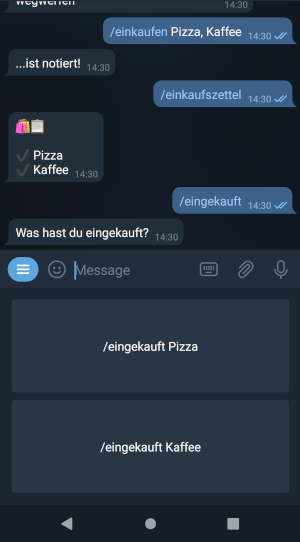 wegwerfen
14:30
/einkaufen Pizza, Kaffee 14:30
...ist notiert! 14:30
/einkaufszettel 14:30
Pizza
Kaffee 14:30
/eingekauft 14:30
Was hast du eingekauft? 14:30
Message
/eingekauft Pizza
/eingekauft Kaffee